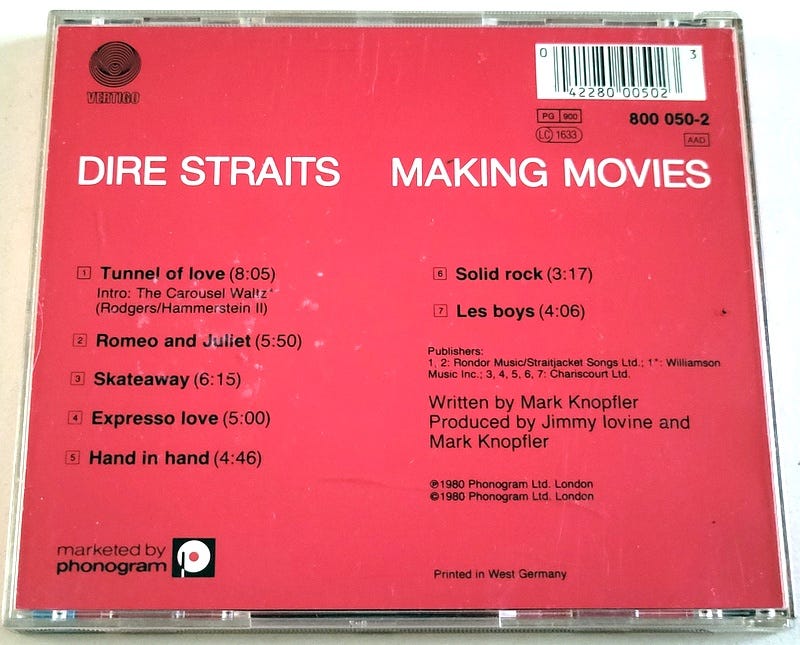 VERTIGO
0 42280 00502 3
PG 900
LC 1633
800 050-2
AAD
DIRE STRAITS
MAKING MOVIES
1 Tunnel of love (8:05)
Intro: The Carousel Waltz*
(Rodgers/Hammerstein II)
2 Romeo and Juliet (5:50)
3 Skateaway (6:15)
4 Expresso love (5:00)
5 Hand in hand (4:46)
6 Solid rock (3:17)
7 Les boys (4:06)
Publishers:
1, 2: Rondor Music/Straitjacket Songs Ltd.; 1*: Williamson
Music Inc.; 3, 4, 5, 6, 7: Chariscourt Ltd.
Written by Mark Knopfler
Produced by Jimmy Iovine and
Mark Knopfler
℗1980 Phonogram Ltd. London
©1980 Phonogram Ltd. London
marketed by
phonogram
Printed in West Germany